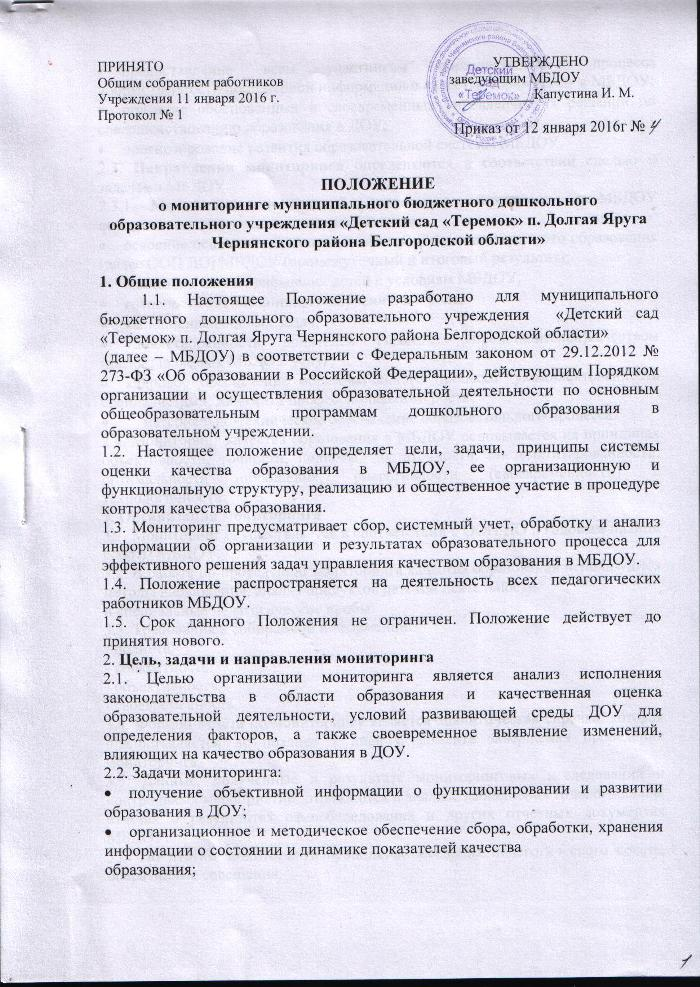 ПРИНЯТО
Общим собранием работников
Учреждения 11 января 2016 г.
Протокол № 1
УТВЕРЖДЕНО
заведующим МБДОУ
Капустина И. М.
Приказ от 12 января 2016г №
Детский
сад
«Теремок»
ПОЛОЖЕНИЕ
о мониторинге муниципального бюджетного дошкольного
образовательного учреждения «Детский сад «Теремок» п. Долгая Яруга
Чернянского района Белгородской области»
1. Общие положения
1.1. Настоящее Положение разработано для муниципального
бюджетного дошкольного образовательного учреждения «Детский сад
«Теремок» п. Долгая Яруга Чернянского района Белгородской области»
(далее – МБДОУ) в соответствии с Федеральным законом от 29.12.2012 №
273-ФЗ «Об образовании в Российской Федерации», действующим Порядком
организации и осуществления образовательной деятельности по основным
общеобразовательным программам дошкольного образования в
образовательном учреждении.
1.2. Настоящее положение определяет цели, задачи, принципы системы
оценки качества образования в МБДОУ, ее организационную и
функциональную структуру, реализацию и общественное участие в процедуре
контроля качества образования.
1.3. Мониторинг предусматривает сбор, системный учет, обработку и анализ
информации об организации и результатах образовательного процесса для
эффективного решения задач управления качеством образования в МБДОУ.
1.4. Положение распространяется на деятельность всех педагогических
работников МБДОУ.
1.5. Срок данного Положения не ограничен. Положение действует до
принятия нового.
2. Цель, задачи и направления мониторинга
2.1. Целью организации мониторинга является анализ исполнения
законодательства в области образования и качественная оценка
образовательной деятельности, условий развивающей среды ДОУ для
определения факторов, а также своевременное выявление изменений,
влияющих на качество образования в ДОУ.
2.2. Задачи мониторинга:
• получение объективной информации о функционировании и развитии
образования в ДОУ;
• организационное и методическое обеспечение сбора, обработки, хранения
информации о состоянии и динамике показателей качества
образования;
1